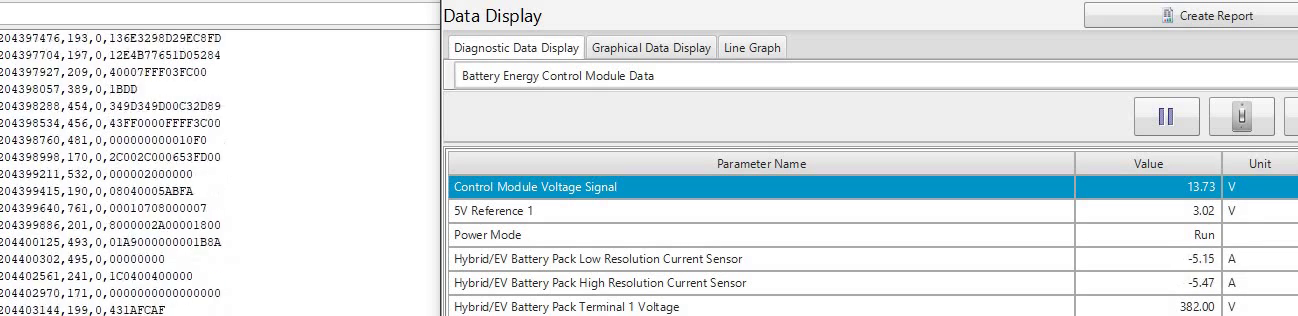 204397476,193,0,136E3298D29EC8FD
204397704,197,0,12E4B77651D05284
204397927,209,0,40007FFF03FC00
204398057,389,0,1BDD
204398288,454,0,349D349D00C32D89
204398534,456,0,43FF0000FFFF3C00
204398760,481,0,000000000010F0
204398998,170,0,2C002C000653FD00
204399211,532,0,000002000000
204399415,190,0,08040005ABFA
204399640,761,0,00010708000007
204399886,201,0,8000002A00001800
204400125,493,0,01A9000000001B8A
204400302,495,0,00000000
204402561,241,0,1C0400400000
204402970,171,0,0000000000000000
204403144,199,0,431AFCAF
Data Display
Create Report
Diagnostic Data Display Graphical Data Display Line Graph
Battery Energy Control Module Data
Parameter Name Value Unit
Control Module Voltage Signal 13.73 V
5V Reference 1 3.02 V
Power Mode Run
Hybrid/EV Battery Pack Low Resolution Current Sensor -5.15 A
Hybrid/EV Battery Pack High Resolution Current Sensor -5.47 A
Hybrid/EV Battery Pack Terminal 1 Voltage 382.00 V